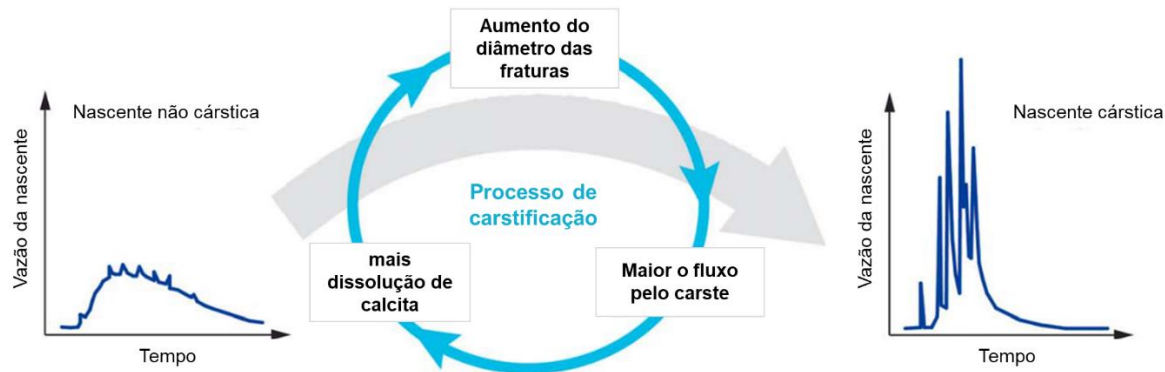 Aumento do
diâmetro das
fraturas
Nascente não cárstica
Vazão da nascente
Tempo
Processo de
carstificação
mais
dissolução de
calcita
Maior o fluxo
pelo carste
Nascente cárstica
Vazão da nascente
Tempo